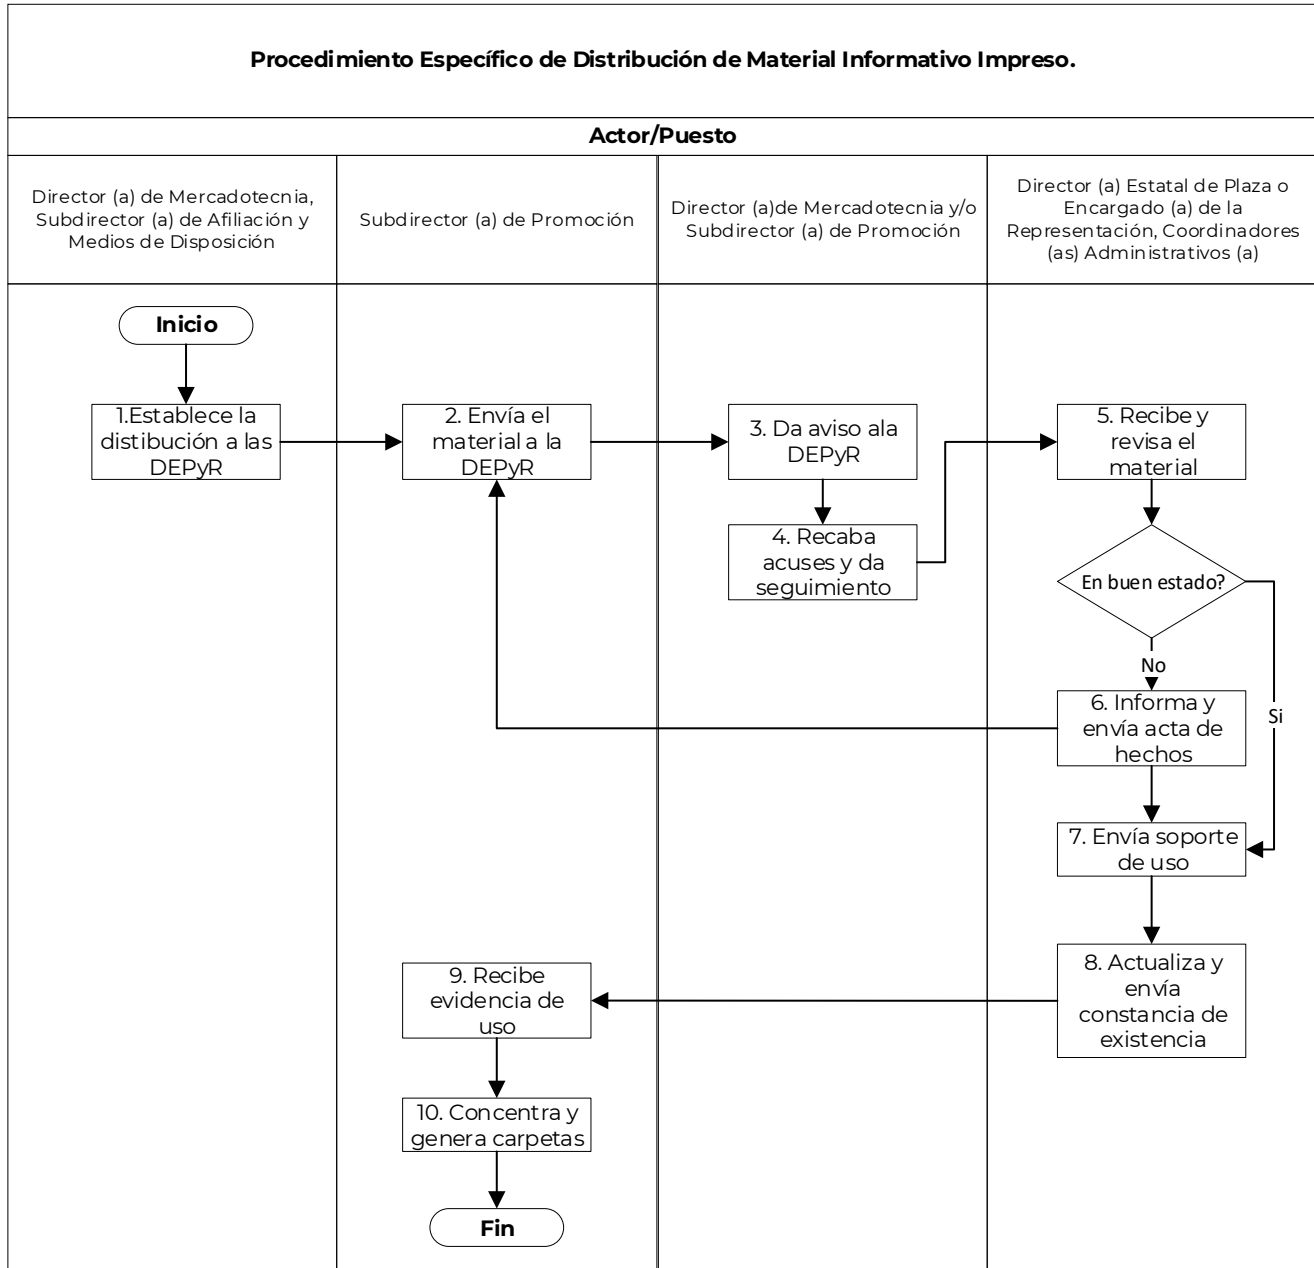 Procedimiento Específico de Distribución de Material Informativo Impreso.
Actor/Puesto
Director (a) de Mercadotecnia,
Subdirector (a) de Afiliación y
Medios de Disposición
Subdirector (a) de Promoción
Director (a)de Mercadotecnia y/o
Subdirector (a) de Promoción
Director (a) Estatal de Plaza o
Encargado (a) de la
Representación, Coordinadores
(as) Administrativos (a)
Inicio
1.Establece la
distibución a las
DEPyR
2. Envía el
material a la
DEPyR
3. Da aviso ala
DEPyR
4. Recaba
acuses y da
seguimiento
5. Recibe y
revisa el
material
En buen estado?
No
Si
6. Informa y
envía acta de
hechos
7. Envía soporte
de uso
8. Actualiza y
envía
constancia de
existencia
9. Recibe
evidencia de
uso
10. Concentra y
genera carpetas
Fin